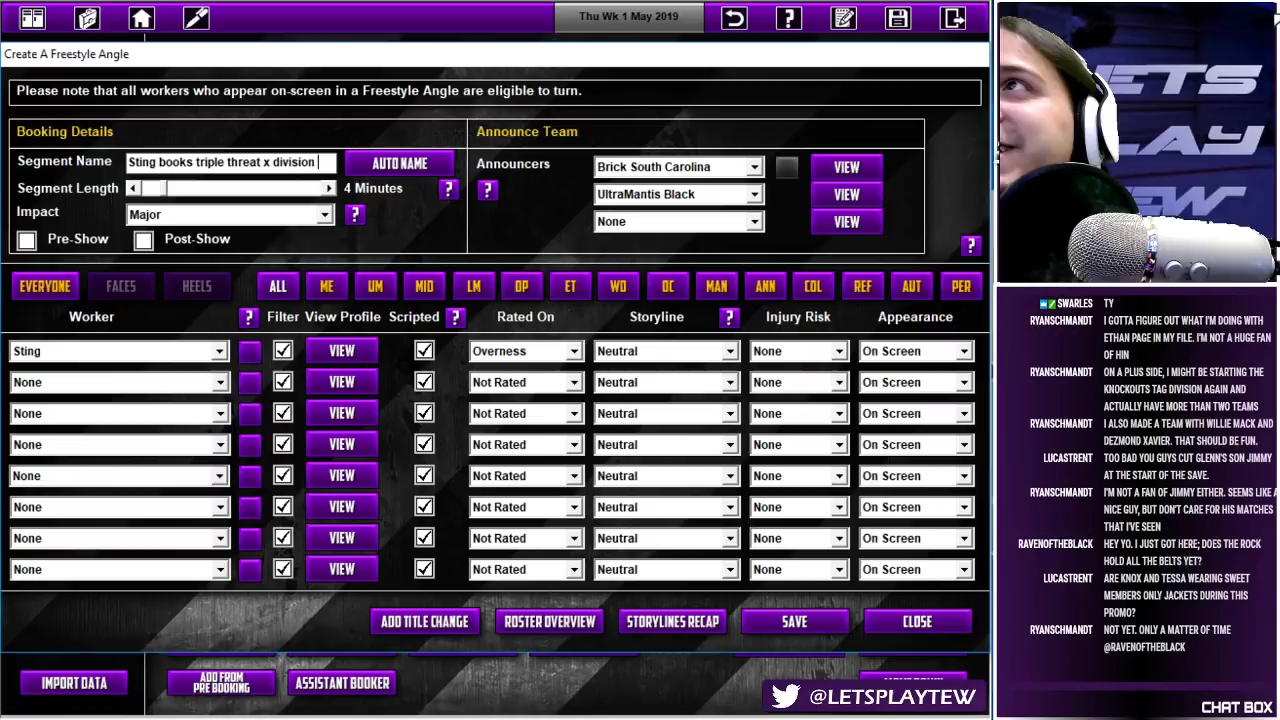 Thu Wk 1 May 2019
Create A Freestyle Angle
Please note that all workers who appear on-screen in a Freestyle Angle are eligible to turn.
Booking Details
Segment Name
Sting books triple threat x division
AUTO NAME
Segment Length
4 Minutes
?
Impact
Major
?
Pre-Show
Post-Show
Announce Team
Announcers
?
Brick South Carolina
VIEW
UltraMantis Black
VIEW
None
VIEW
?
EVERYONE FACES HEELS ALL ME UM MID LM OP ET WO OC MAN ANN COL REF AUT PER
Worker ? Filter View Profile Scripted ? Rated On Storyline ? Injury Risk Appearance
Sting VIEW Overness Neutral None On Screen
None VIEW Not Rated Neutral None On Screen
None VIEW Not Rated Neutral None On Screen
None VIEW Not Rated Neutral None On Screen
None VIEW Not Rated Neutral None On Screen
None VIEW Not Rated Neutral None On Screen
None VIEW Not Rated Neutral None On Screen
None VIEW Not Rated Neutral None On Screen
ADD TITLE CHANGE ROSTER OVERVIEW STORYLINES RECAP SAVE CLOSE
IMPORT DATA
ADD FROM
PRE BOOKING
ASSISTANT BOOKER
@LETSPLAYTEW
SWARLES TY
RYANSCHMANDT I GOTTA FIGURE OUT WHAT I'M DOING WITH
ETHAN PAGE IN MY FILE. I'M NOT A HUGE FAN
OF HIN
RYANSCHMANDT ON A PLUS SIDE, I MIGHT BE STARTING THE
KNOCKOUTS TAG DIVISION AGAIN AND
ACTUALLY HAVE MORE THAN TWO TEAMS
RYANSCHMANDT I ALSO MADE A TEAM WITH WILLIE MACK AND
DEZMOND XAVIER. THAT SHOULD BE FUN.
LUCASTRENT TOO BAD YOU GUYS CUT GLENN'S SON JIMMY
AT THE START OF THE SAVE.
RYANSCHMANDT I'M NOT A FAN OF JIMMY EITHER. SEEMS LIKE A
NICE GUY, BUT DON'T CARE FOR HIS MATCHES
THAT I'VE SEEN
RAVENOFTHEBLACK HEY YO. I JUST GOT HERE; DOES THE ROCK
HOLD ALL THE BELTS YET?
LUCASTRENT ARE KNOX AND TESSA WEARING SWEET
MEMBERS ONLY JACKETS DURING THIS
PROMO?
RYANSCHMANDT NOT YET. ONLY A MATTER OF TIME
@RAVENOFTHEBLACK
CHAT BOX